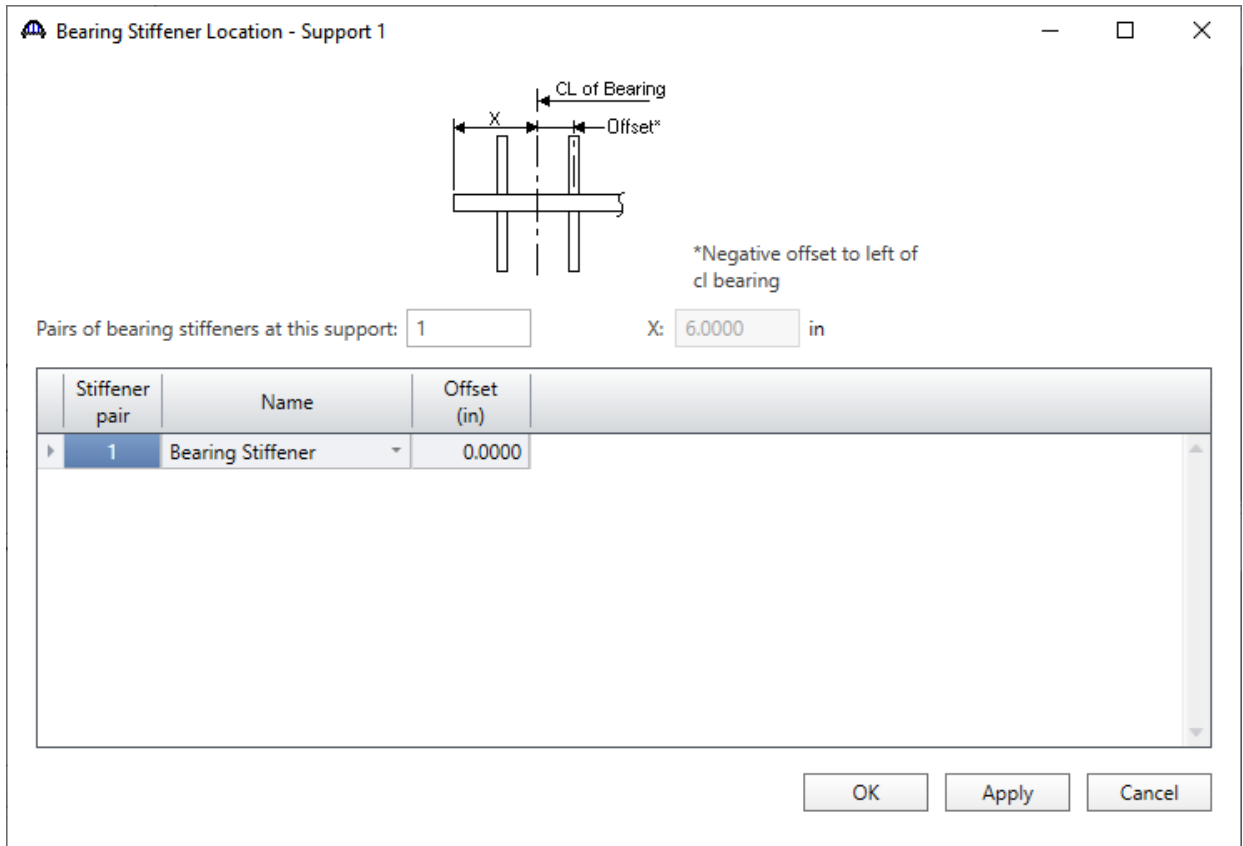 Bearing Stiffener Location - Support 1
CL of Bearing
X
Offset*
*Negative offset to left of
cl bearing
Pairs of bearing stiffeners at this support: 1 X: 6.0000 in
Stiffener pair Name Offset (in)
1 Bearing Stiffener 0.0000
OK Apply Cancel